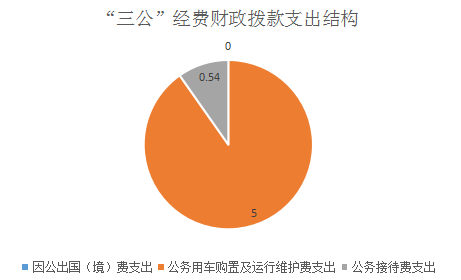 “三公”经费财政拨款支出结构
0
0.54
5
因公出国（境）费支出 公务用车购置及运行维护费支出 公务接待费支出